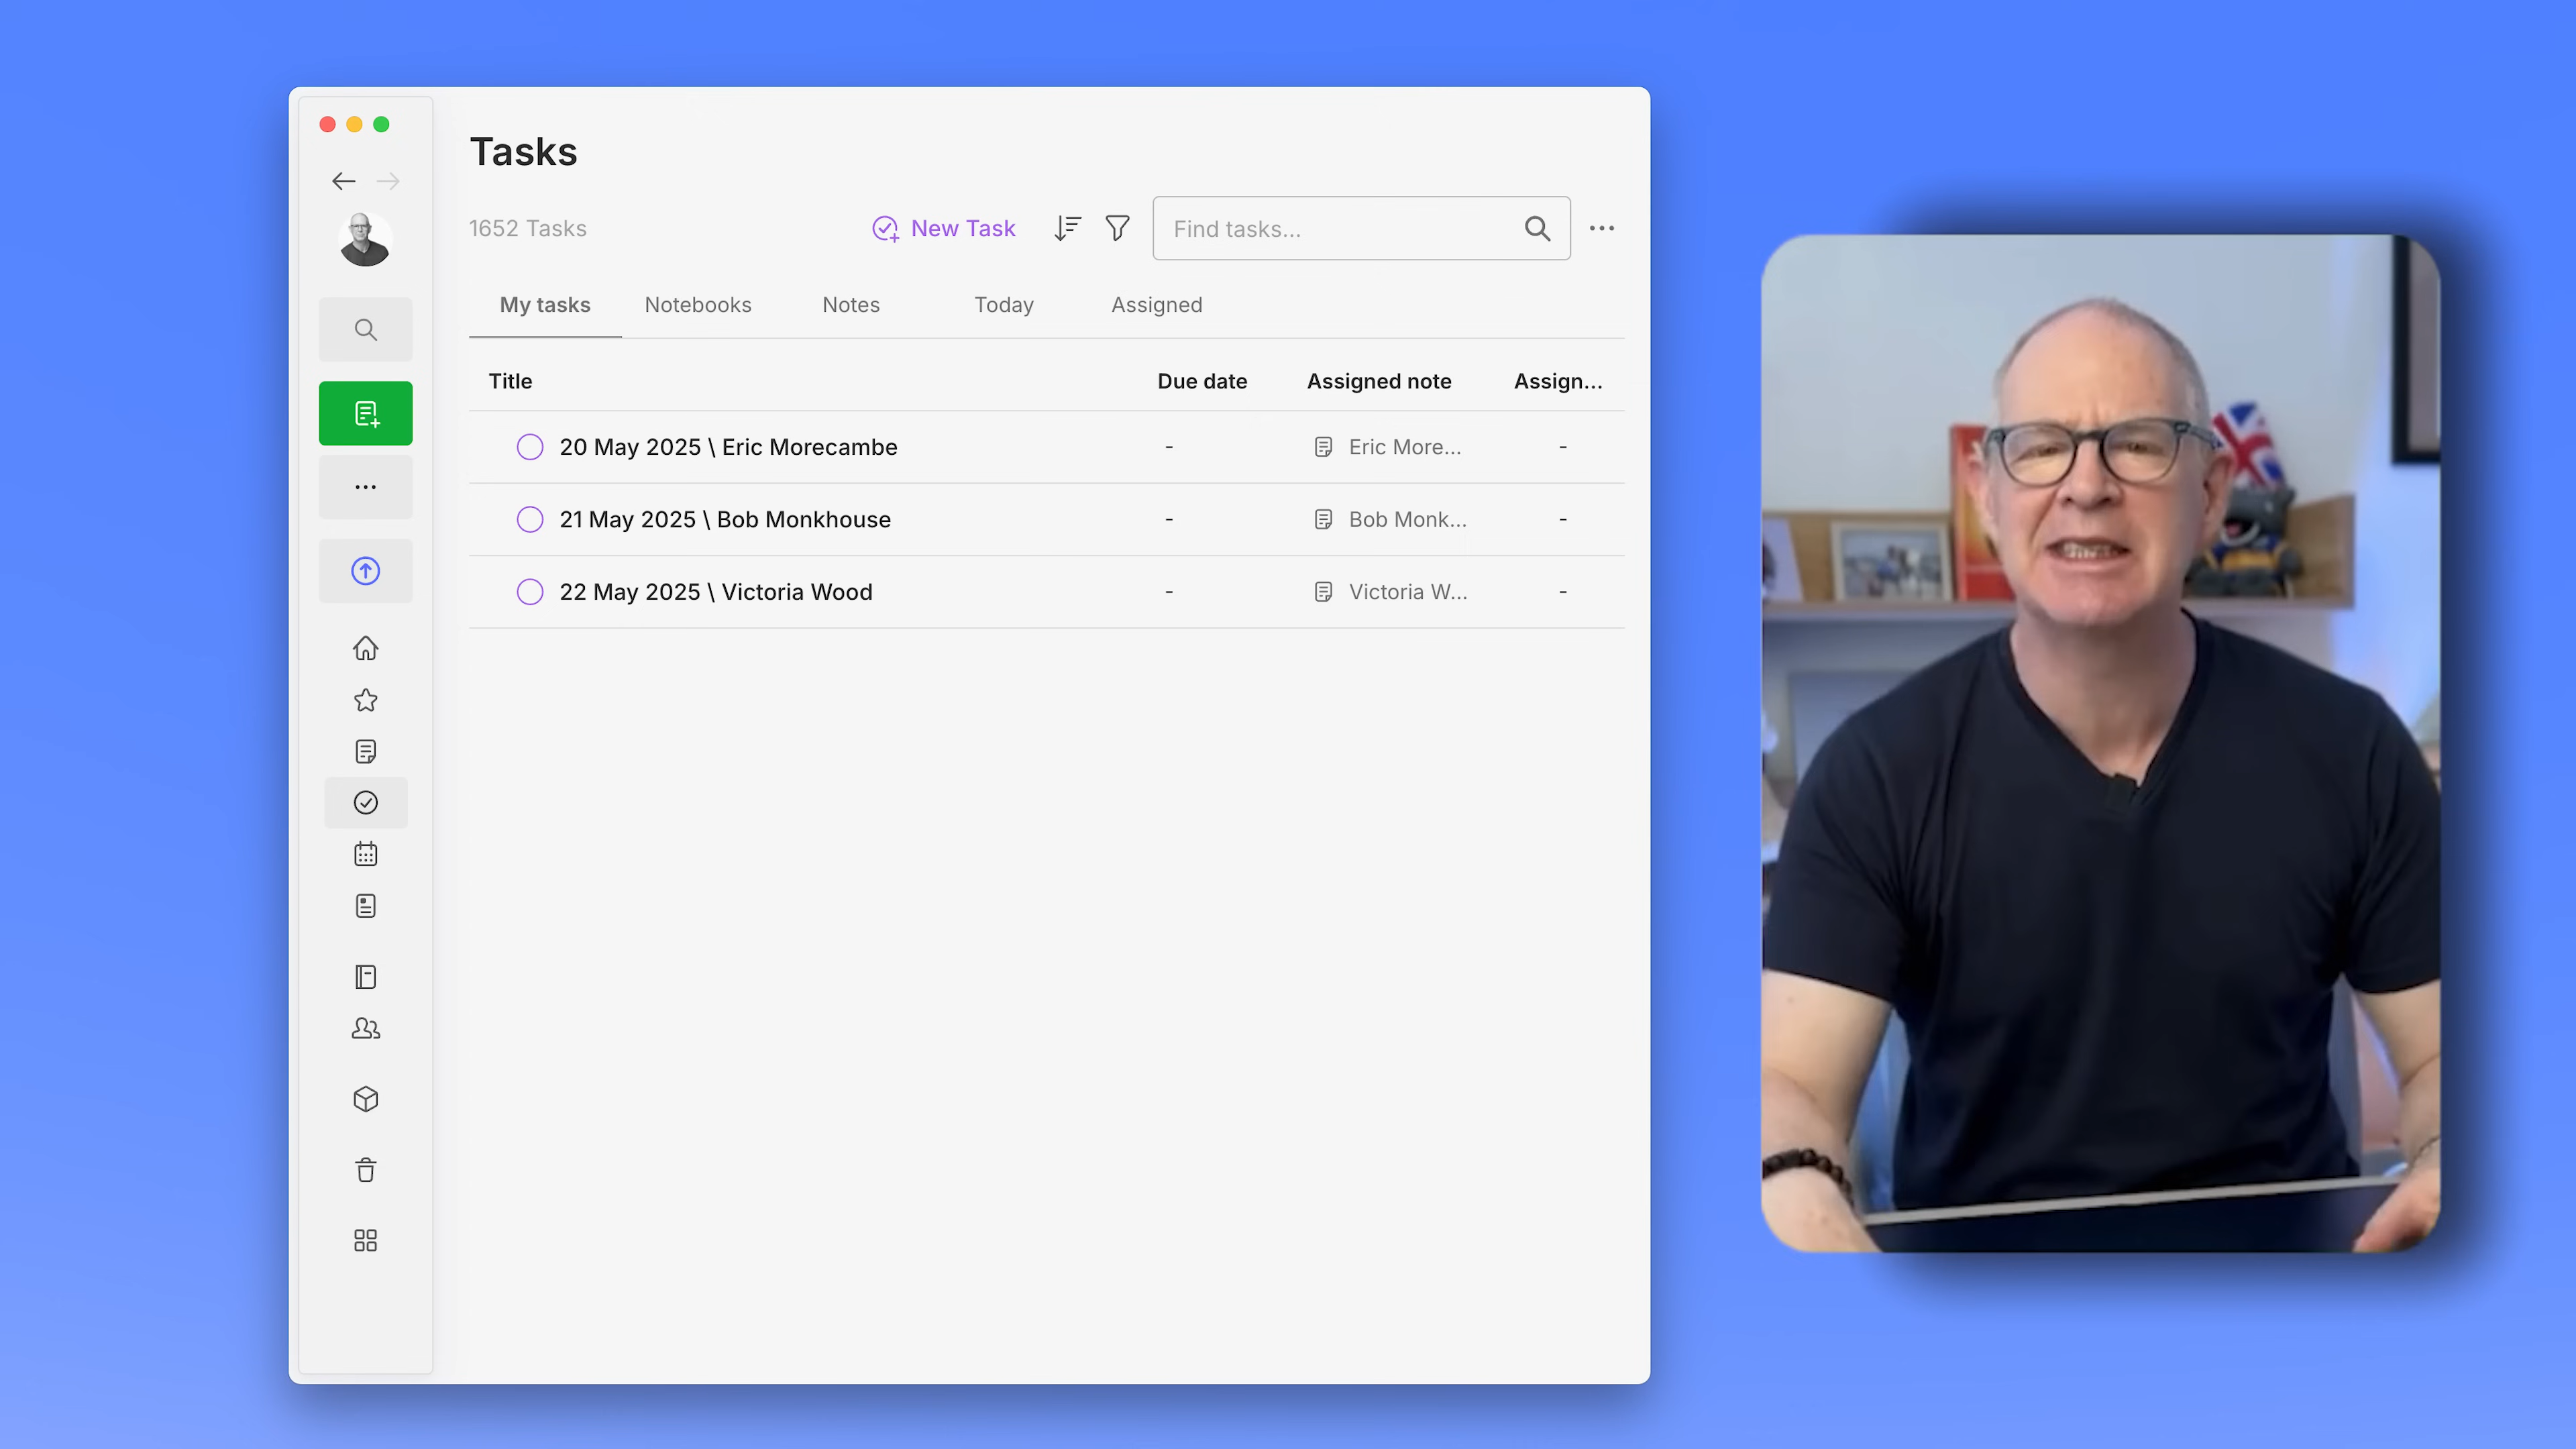 Tasks
1652 Tasks
New Task
Find tasks...
My tasks Notebooks Notes Today Assigned
Title Due date Assigned note Assign...
20 May 2025 \ Eric Morecambe - Eric More... -
21 May 2025 \ Bob Monkhouse - Bob Monk... -
22 May 2025 \ Victoria Wood - Victoria W... -